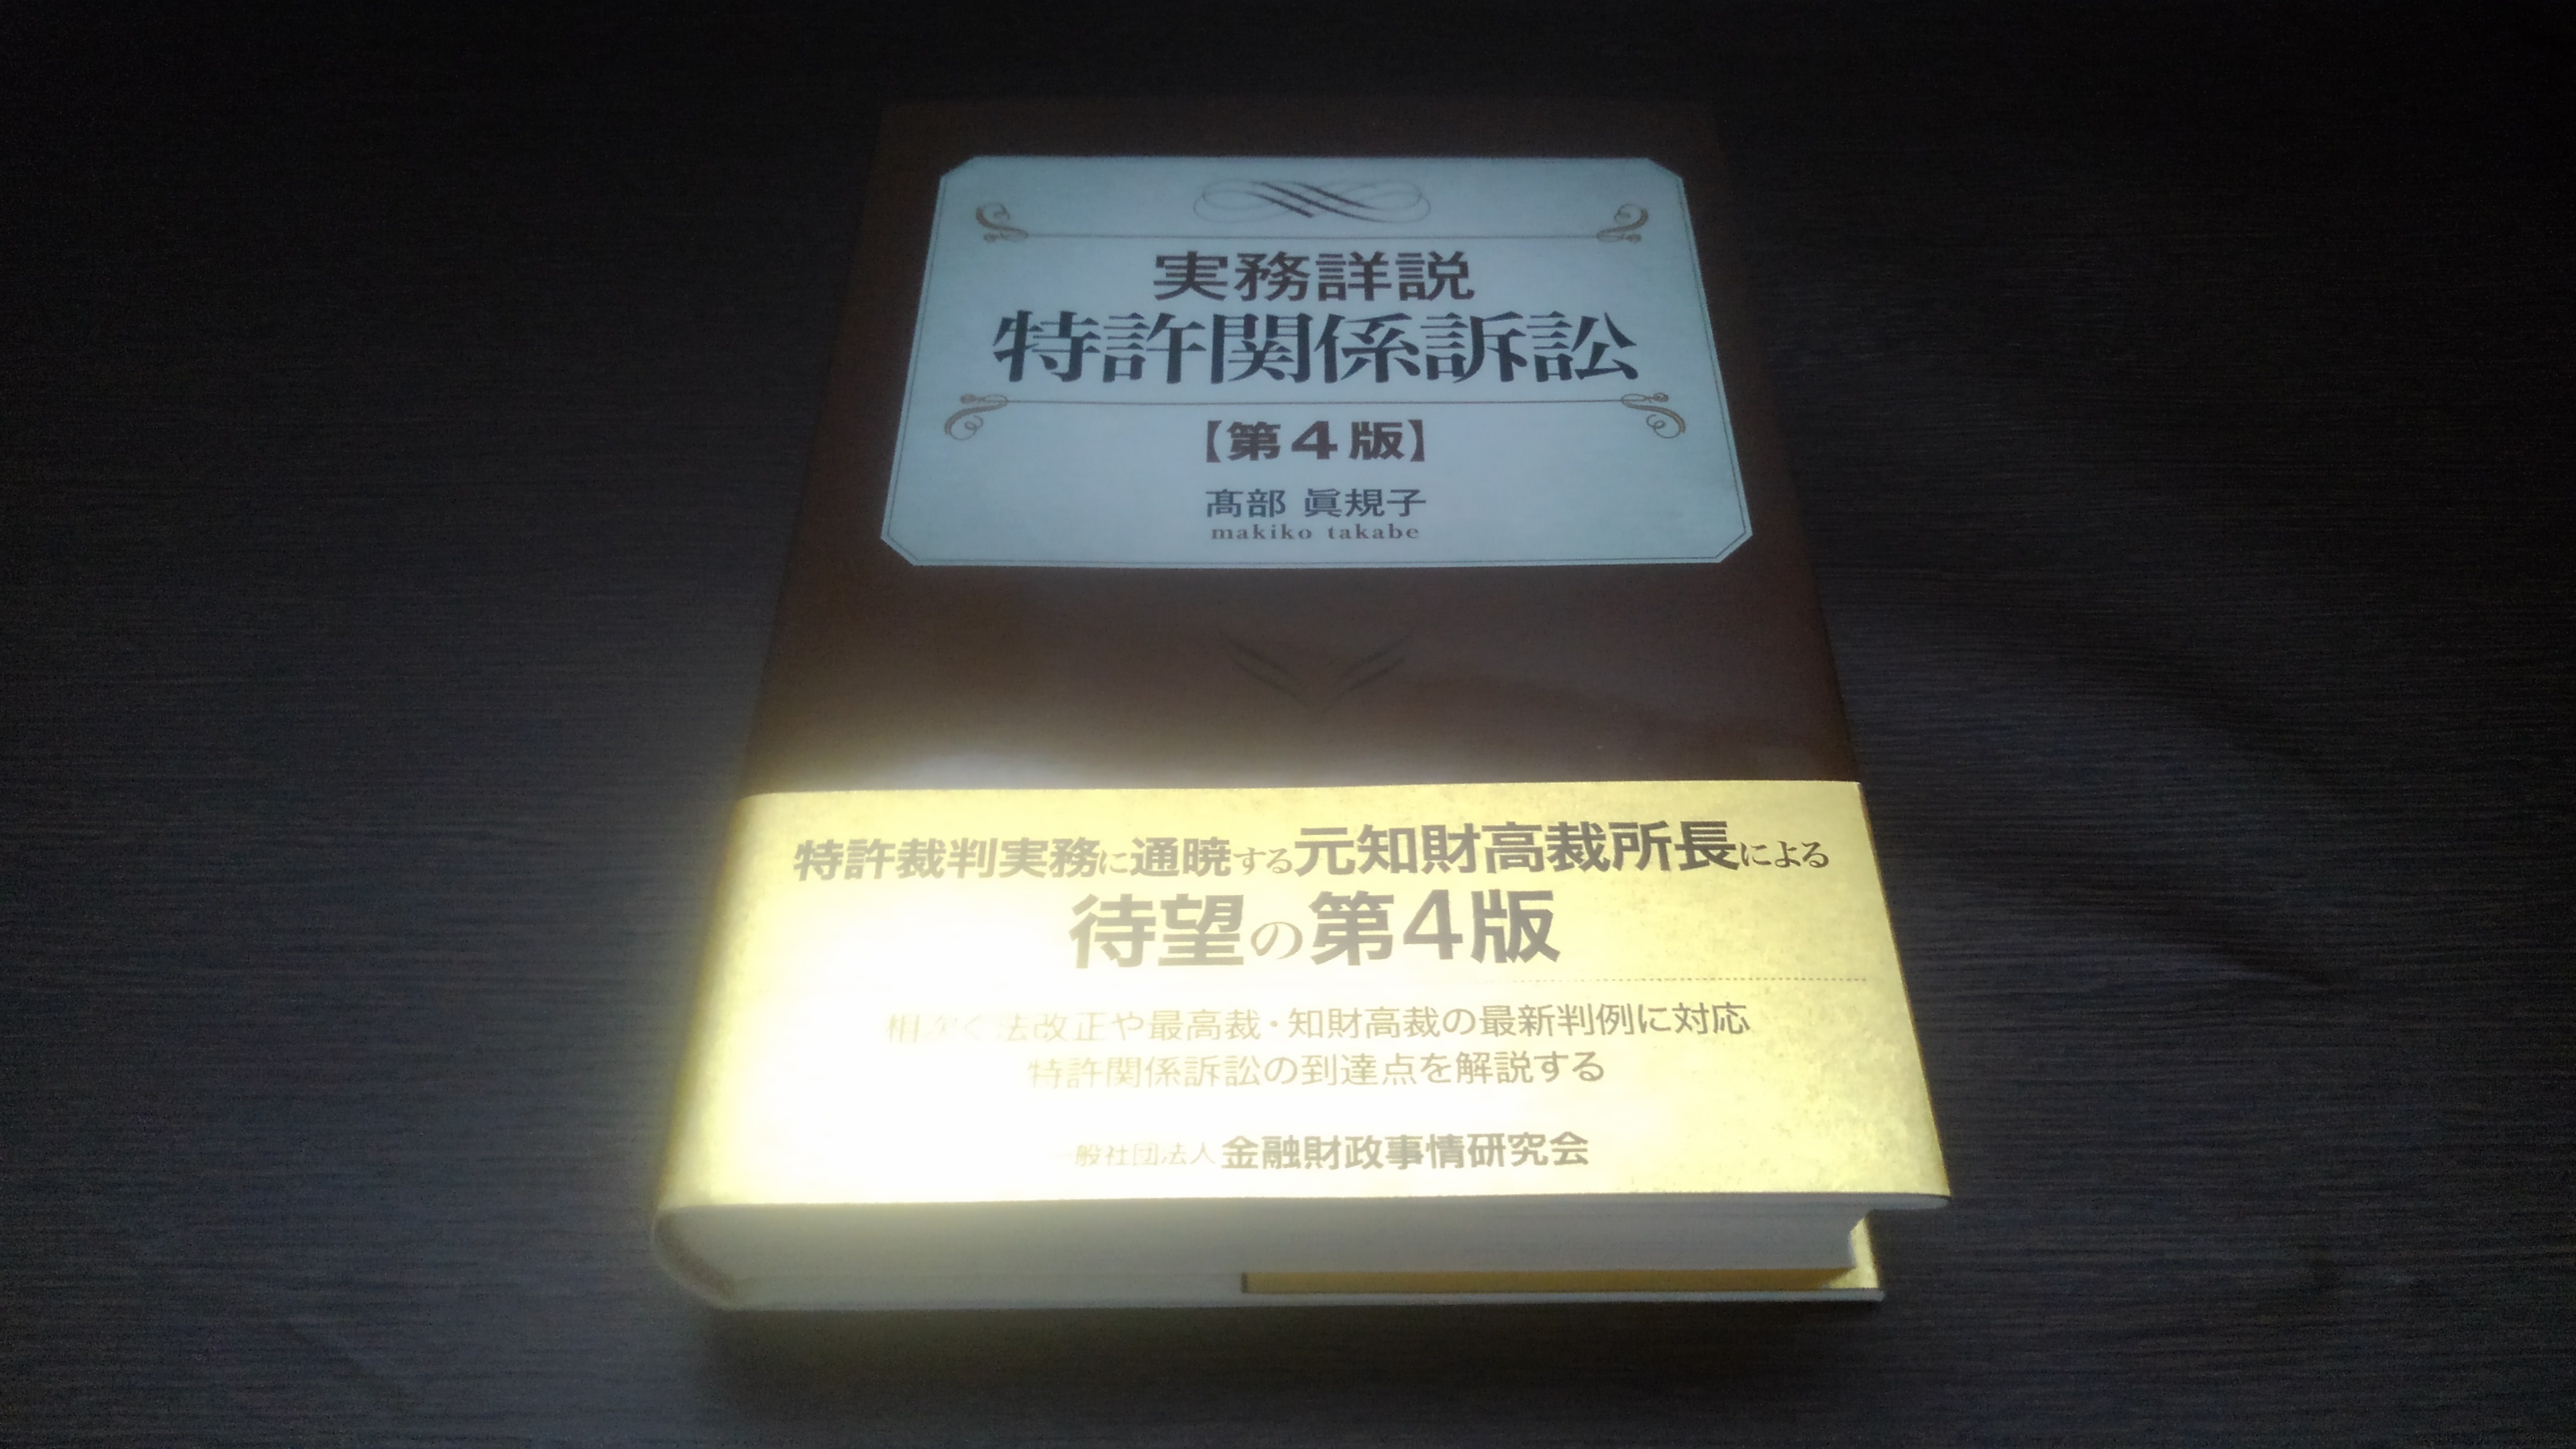 実務詳説
特許関係訴訟
【第4版】
髙部 眞規子
makiko takabe
特許裁判実務に通暁する元知財高裁所長による
待望の第4版
相次ぐ法改正や最高裁・知財高裁の最新判例に対応
特許関係訴訟の到達点を解説する
一般社団法人 金融財政事情研究会